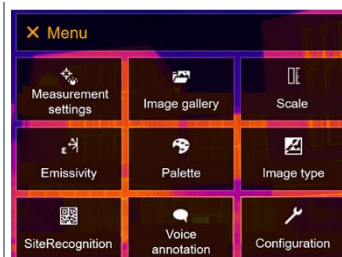 Menu
Measurement
settings
Image gallery
Scale
ε
Emissivity
Palette
Image type
SiteRecognition
Voice
annotation
Configuration